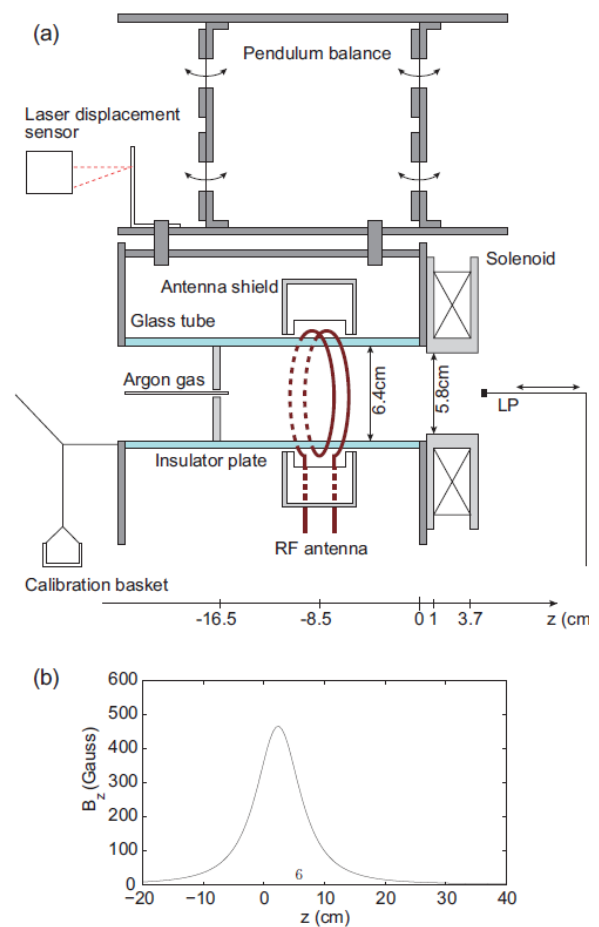 (a)
Pendulum balance
Laser displacement
sensor
Solenoid
Antenna shield
Glass tube
Argon gas
6.4cm
5.8cm
LP
Insulator plate
RF antenna
Calibration basket
-16.5 -8.5 0 1 3.7 z (cm
(b)
600
500
400
300
200
100
0
B_z (Gauss)
6
−20 −10 0 10 20 30 40
z (cm)